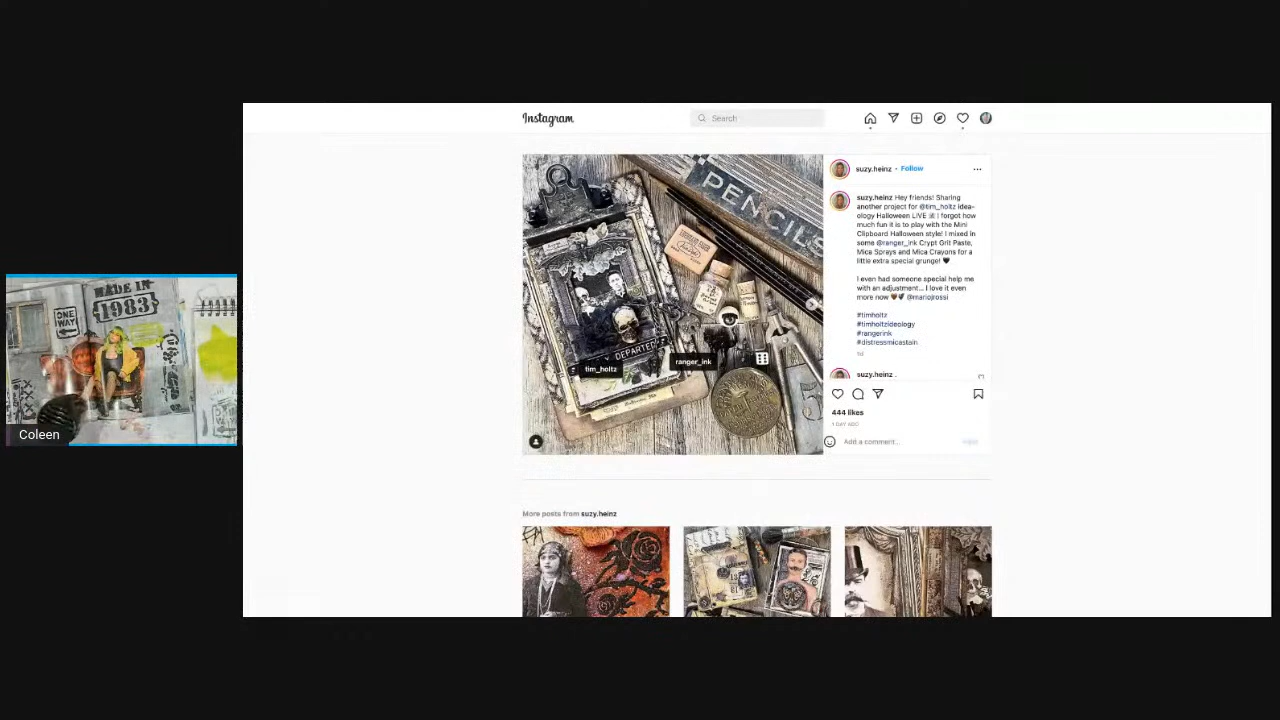 Instagram
Search
PENCILS
DEPARTED
tim_holtz
ranger_ink
suzy.heinz • Follow
suzy.heinz Hey friends! Sharing
another project for @tim_holtz idea-
ology Halloween LIVE 🕷 I forgot how
much fun it is to play with the Mini
Clipboard Halloween style! I mixed in
some @ranger_ink Crypt Grit Paste,
Mica Sprays and Mica Crayons for a
little extra special grunge! 🖤
I even had someone special help me
with an adjustment... I love it even
more now @mariojrossi
#timholtz
#timholtzideology
#rangerink
#distressmicastain
1d
suzy.heinz
444 likes
1 DAY AGO
Add a comment...
MADE IN
1983
ONE
WAY
Coleen
More posts from suzy.heinz